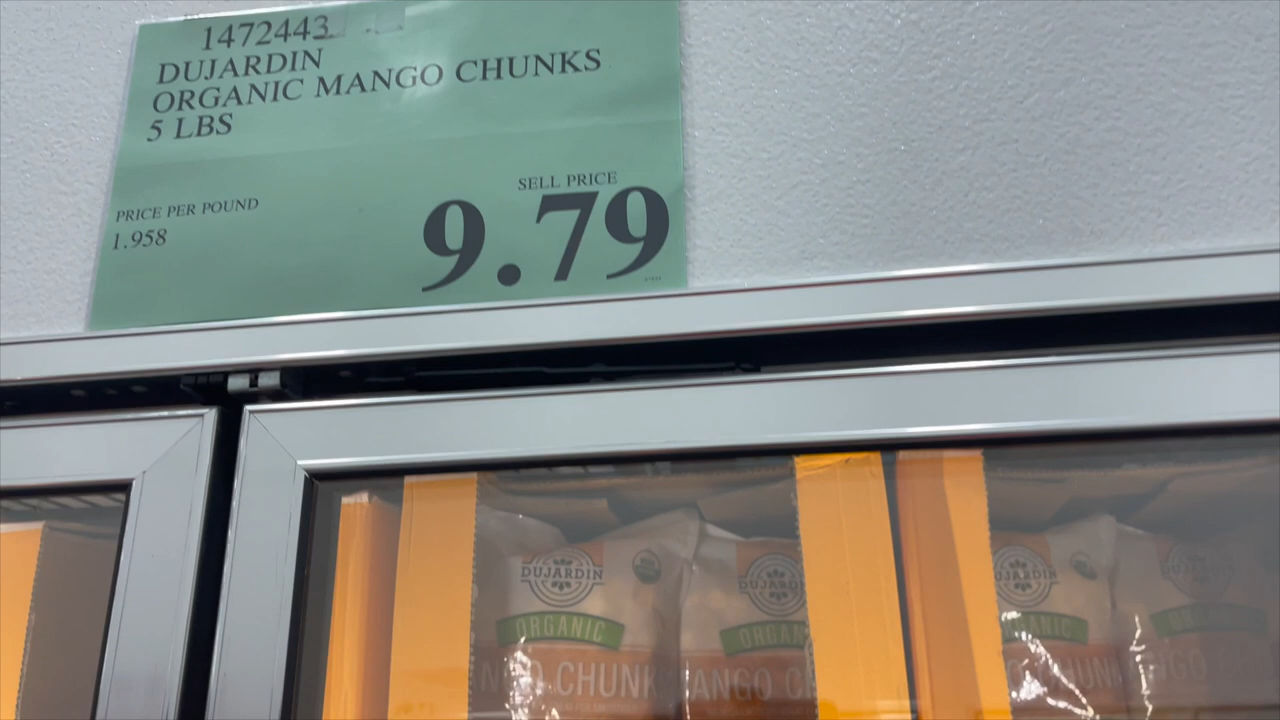 1472443
DUJARDIN
ORGANIC MANGO CHUNKS
5 LBS
SELL PRICE
PRICE PER POUND
1.958
9.79
DUJARDIN
ORGANIC
CHUNK
DUJARDIN
ORGAN
MANGO
DUJARDIN
ORGANIC